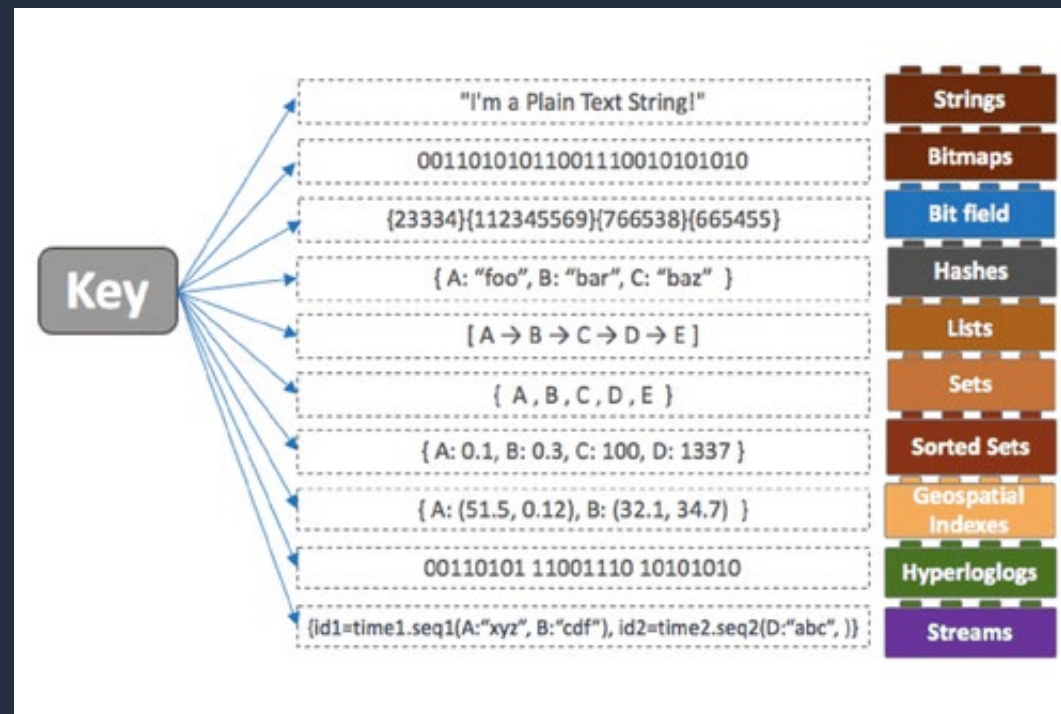 Key
"I'm a Plain Text String!"
Strings
00110101011001110010101010
Bitmaps
{23334}{112345569}{766538}{665455}
Bit field
{ A: “foo”, B: “bar”, C: “baz” }
Hashes
[ A → B → C → D → E ]
Lists
{ A , B , C , D , E }
Sets
{ A: 0.1, B: 0.3, C: 100, D: 1337 }
Sorted Sets
{ A: (51.5, 0.12), B: (32.1, 34.7) }
Geospatial
Indexes
00110101 11001110 10101010
Hyperloglogs
{id1=time1.seq1(A:“xyz”, B:“cdf”), id2=time2.seq2(D:“abc”, )}
Streams